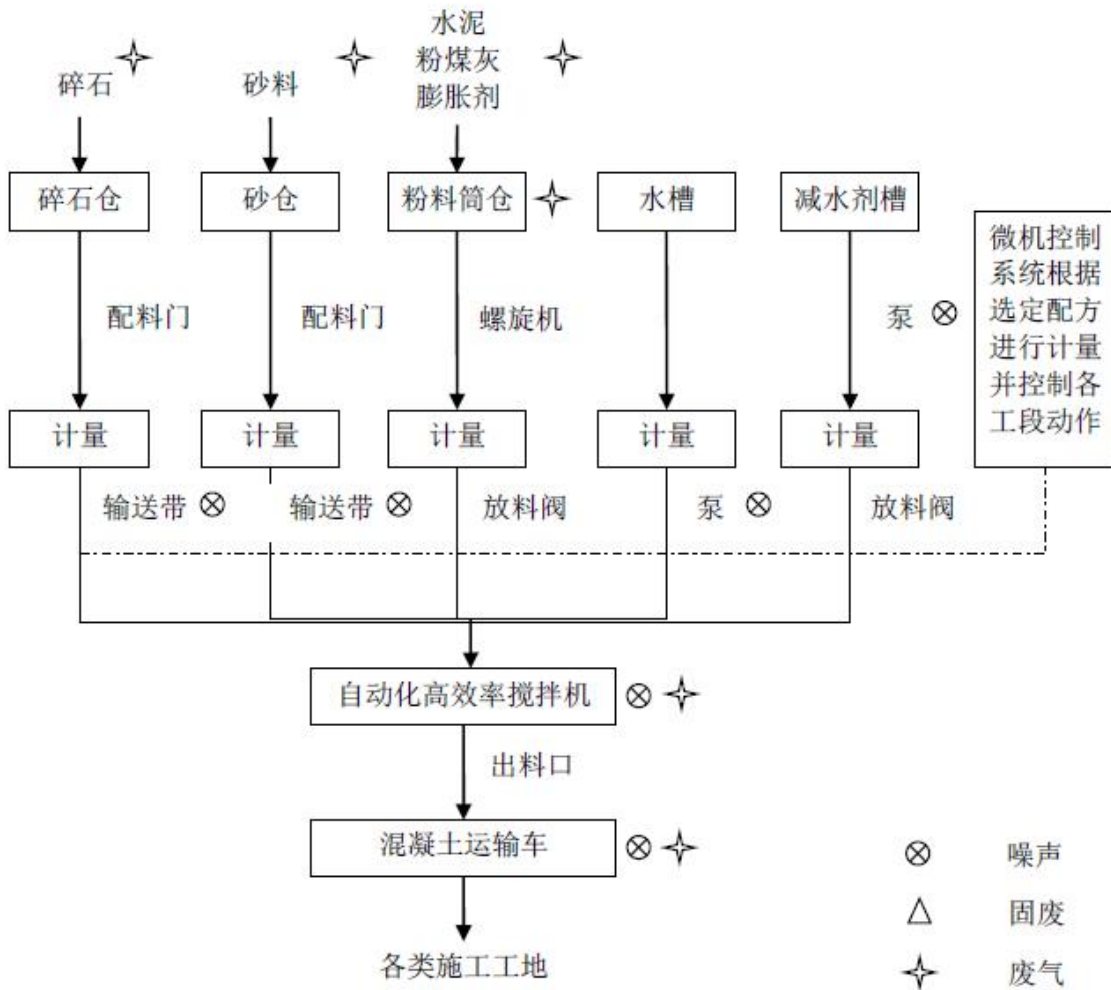 水泥
粉煤灰
膨胀剂
碎石
砂料
碎石仓
砂仓
粉料筒仓
水槽
减水剂槽
微机控制
系统根据
选定配方
进行计量
并控制各
工段动作
配料门
配料门
螺旋机
泵
计量
计量
计量
计量
计量
输送带
输送带
放料阀
泵
放料阀
自动化高效率搅拌机
出料口
混凝土运输车
各类施工工地
噪声
固废
废气